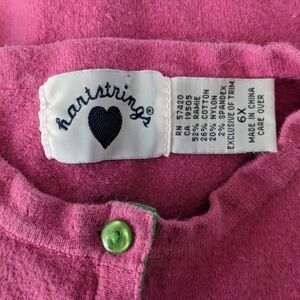 hartstrings®
RN 57420
CA 19505
52% RAMIE
26% COTTON
20% NYLON
2% SPANDEX
EXCLUSIVE OF TRIM
6X
MADE IN CHINA
CARE OVER